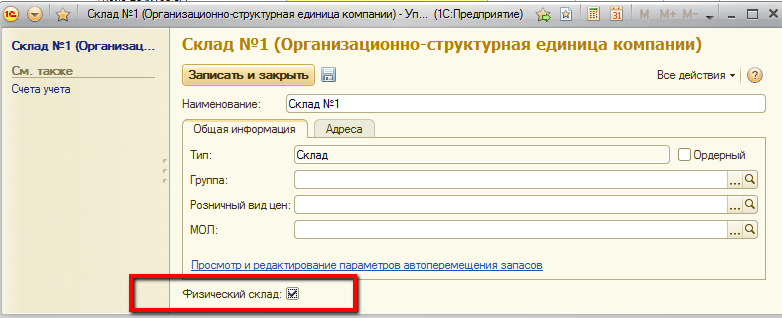 Склад №1 (Организационно-структурная единица компании) - Уп... (1С:Предприятие)
M M+ M-
Склад №1 (Организац...
См. также
Счета учета
Склад №1 (Организационно-структурная единица компании)
Записать и закрыть
Все действия
Наименование: Склад №1
Общая информация Адреса
Тип: Склад Ордерный
Группа:
Розничный вид цен:
МОЛ:
Просмотр и редактирование параметров автоперемещения запасов
Физический склад: